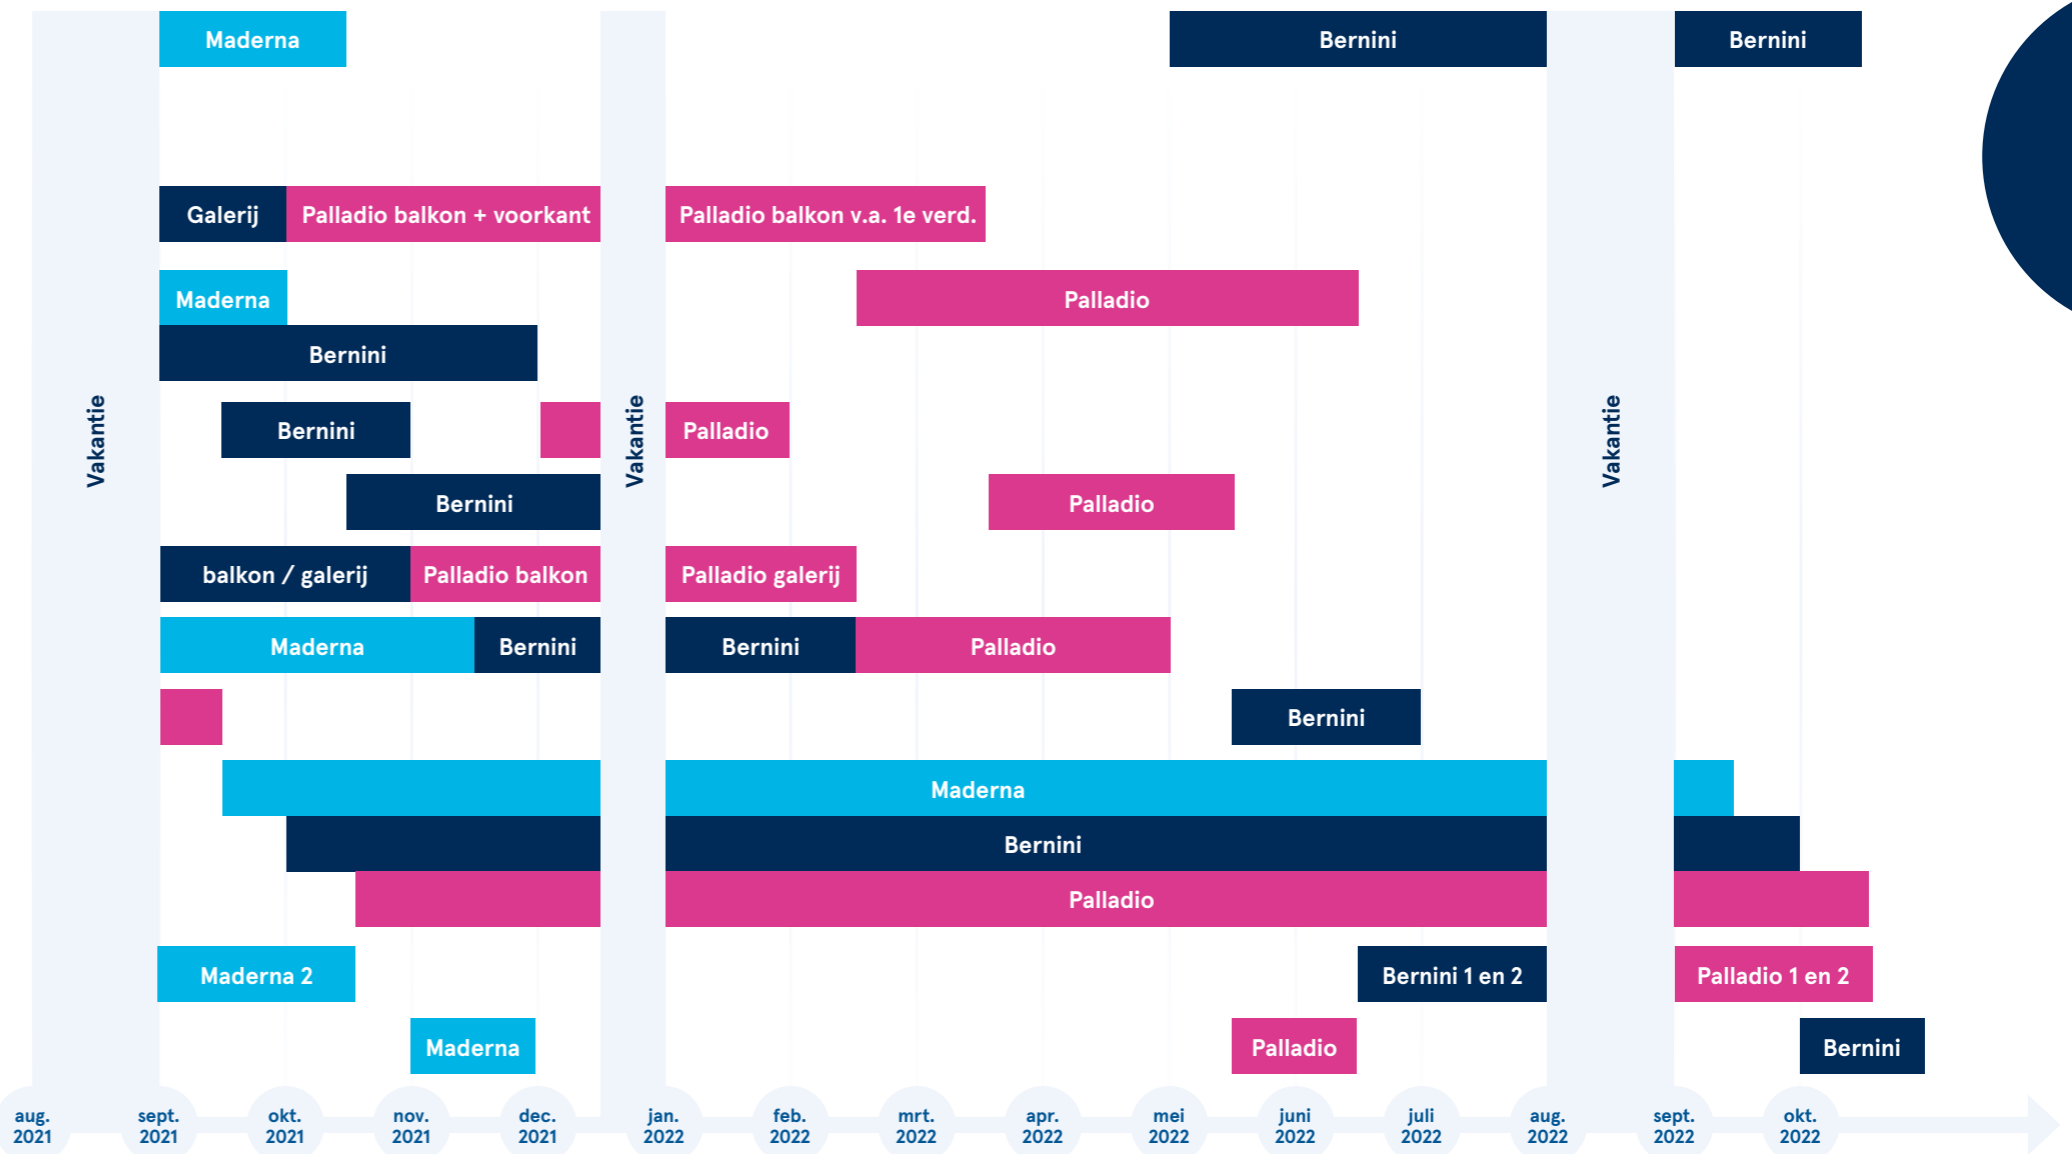 Maderna
Bernini
Bernini
Galerij
Palladio balkon + voorkant
Palladio balkon v.a. 1e verd.
Maderna
Palladio
Bernini
Vakantie
Vakantie
Vakantie
Bernini
Palladio
Bernini
Palladio
balkon / galerij
Palladio balkon
Palladio galerij
Maderna
Bernini
Bernini
Palladio
Bernini
Maderna
Bernini
Palladio
Maderna 2
Bernini 1 en 2
Palladio 1 en 2
Maderna
Palladio
Bernini
aug.
2021
sept.
2021
okt.
2021
nov.
2021
dec.
2021
jan.
2022
feb.
2022
mrt.
2022
apr.
2022
mei
2022
juni
2022
juli
2022
aug.
2022
sept.
2022
okt.
2022